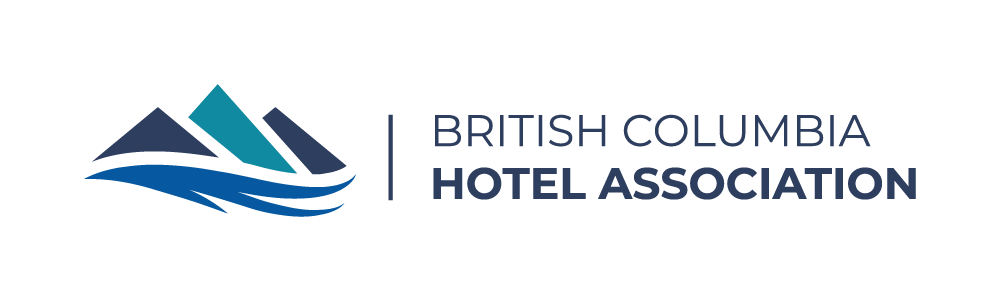 BRITISH COLUMBIA
HOTEL ASSOCIATION